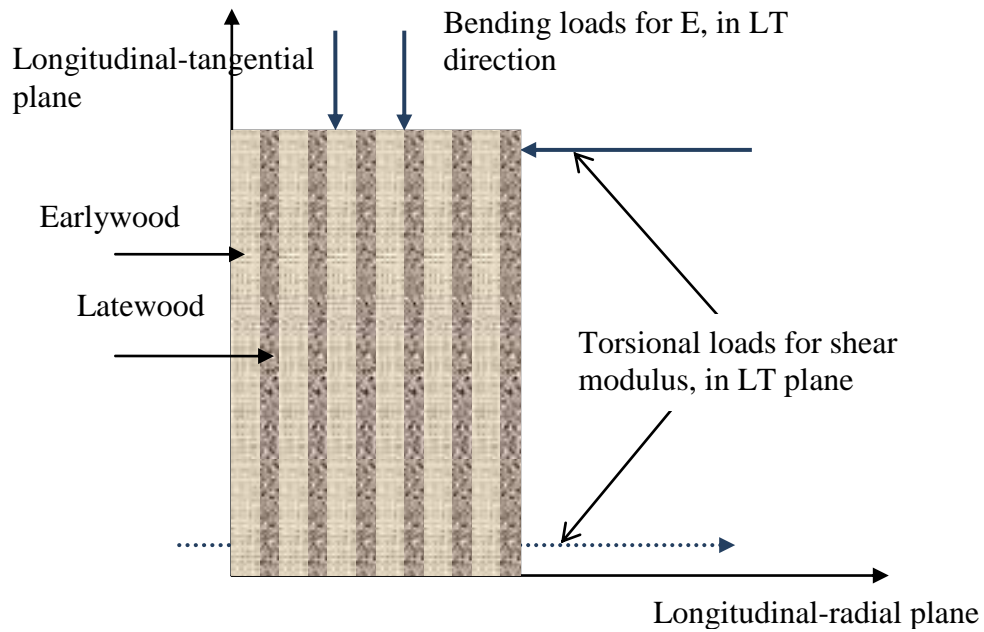 Bending loads for E, in LT
direction
Longitudinal-tangential
plane
Earlywood
Latewood
Torsional loads for shear
modulus, in LT plane
Longitudinal-radial plane